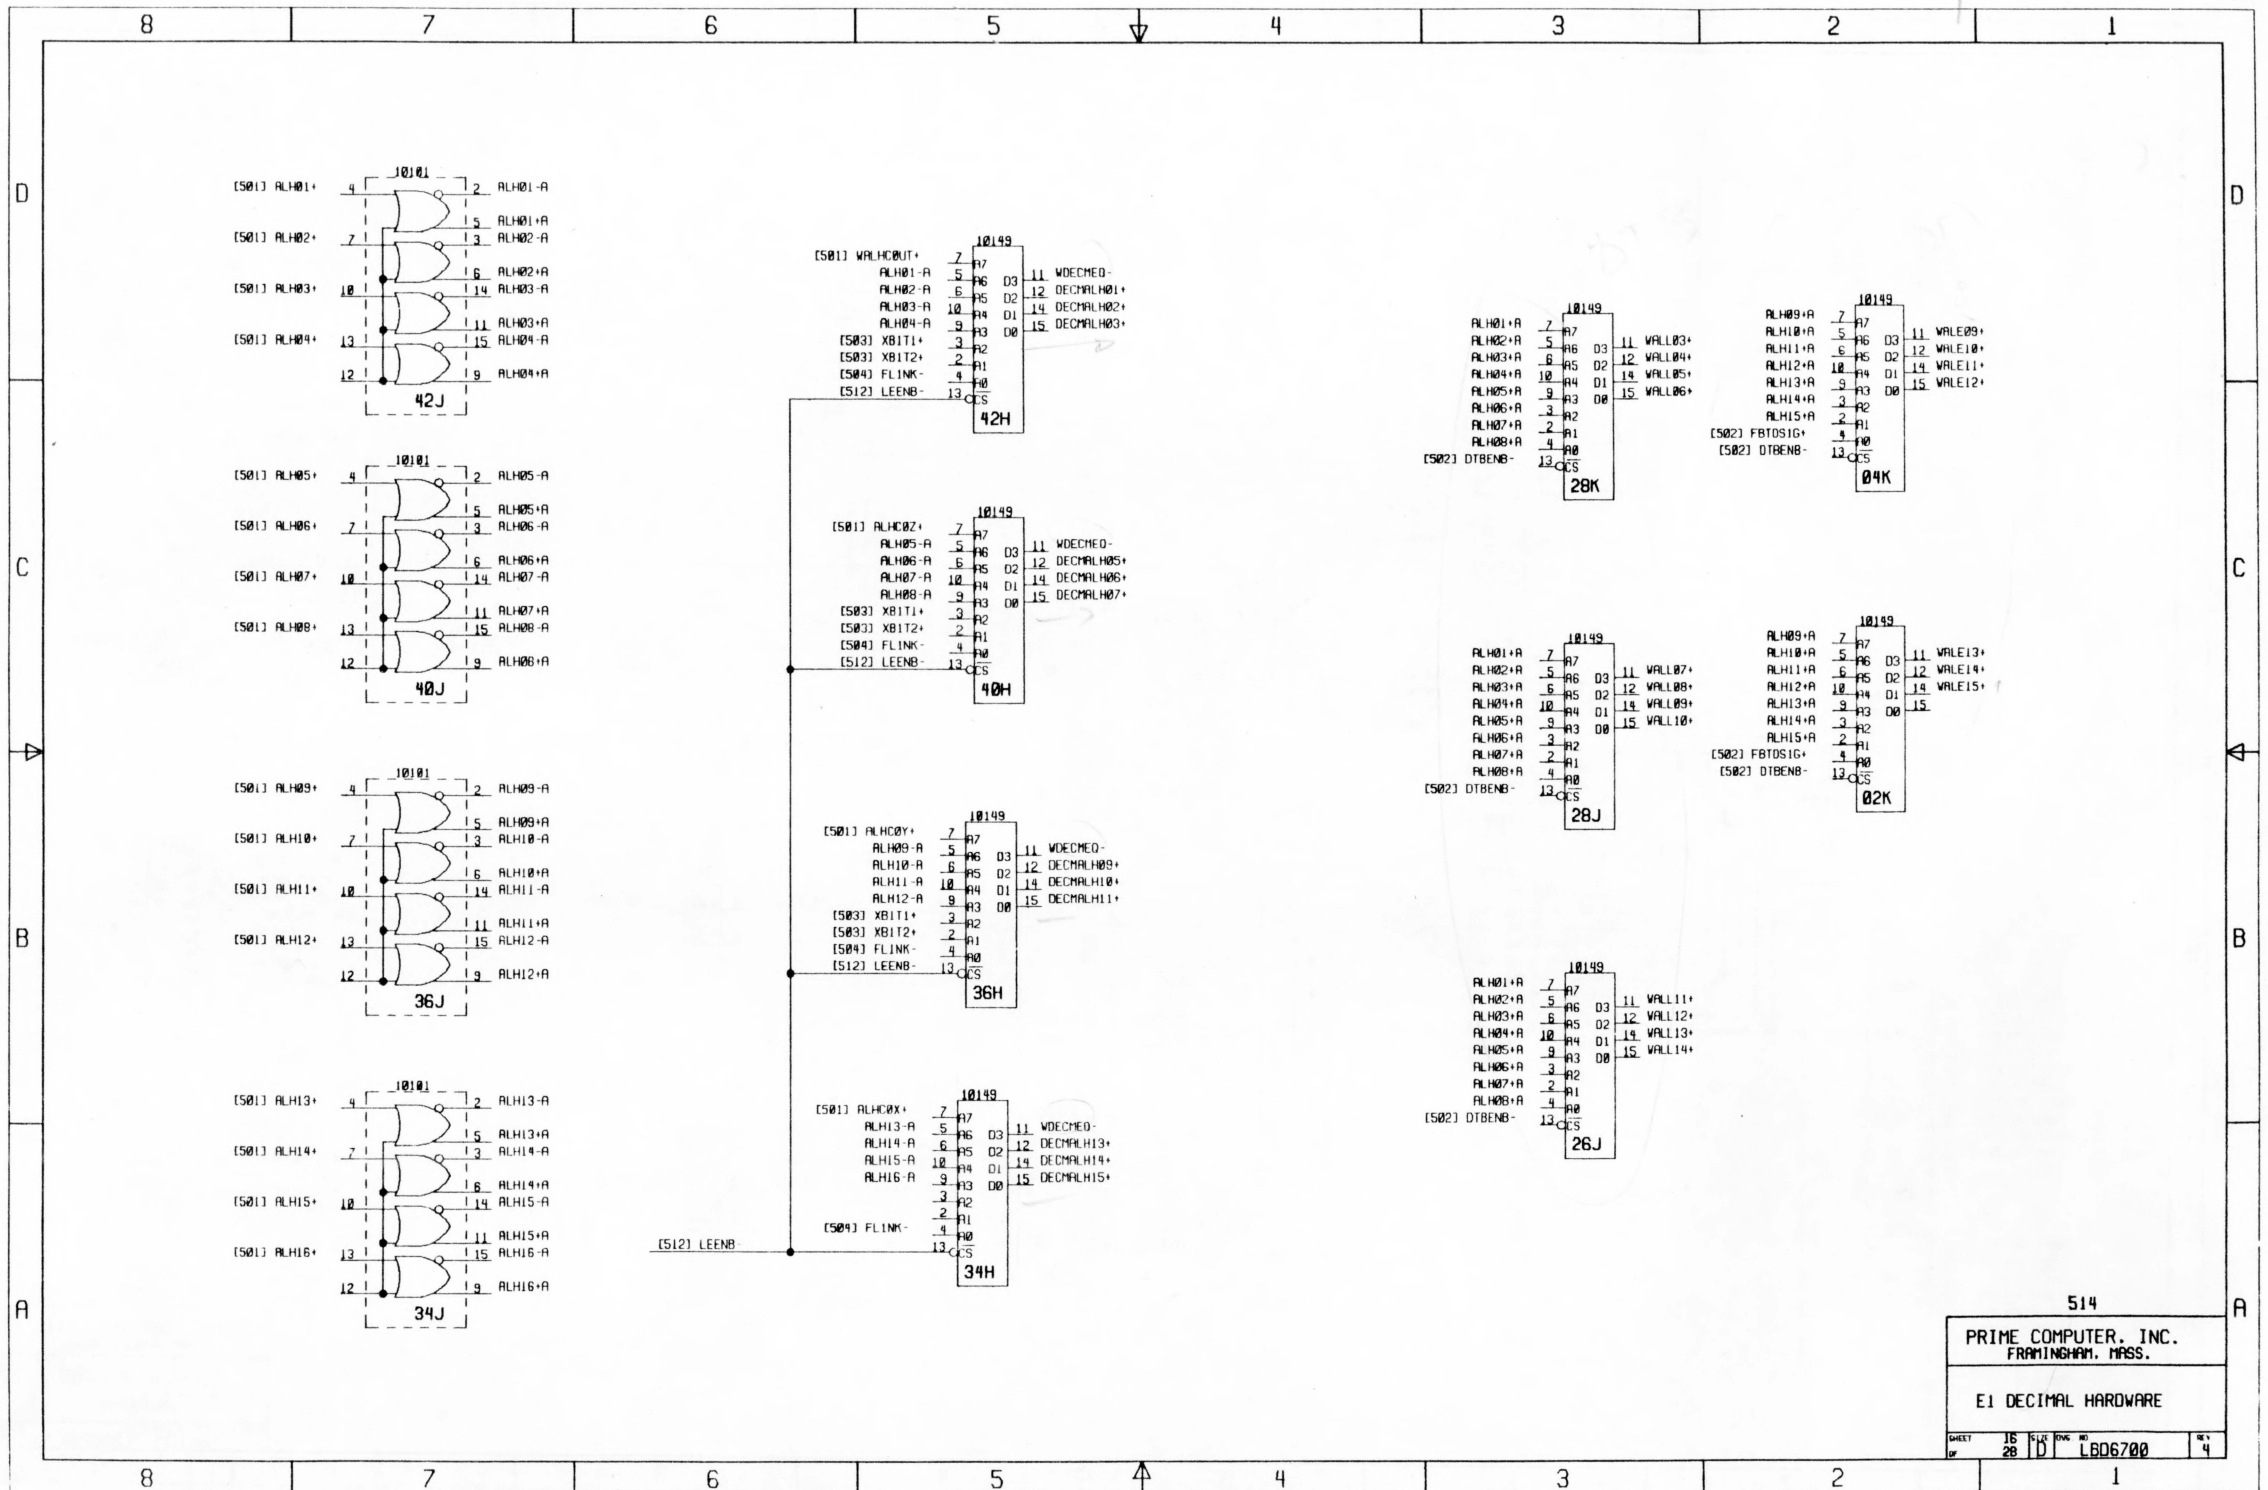 8 7 6 5 4 3 2 1
D
C
B
A
10101
[501] ALH01+ 4 2 ALH01-A
5 ALH01+A
[501] ALH02+ 7 3 ALH02-A
6 ALH02+A
[501] ALH03+ 10 14 ALH03-A
11 ALH03+A
[501] ALH04+ 13 15 ALH04-A
12 9 ALH04+A
42J
10101
[501] ALH05+ 4 2 ALH05-A
5 ALH05+A
[501] ALH06+ 7 3 ALH06-A
6 ALH06+A
[501] ALH07+ 10 14 ALH07-A
11 ALH07+A
[501] ALH08+ 13 15 ALH08-A
12 9 ALH08+A
40J
10101
[501] ALH09+ 4 2 ALH09-A
5 ALH09+A
[501] ALH10+ 7 3 ALH10-A
6 ALH10+A
[501] ALH11+ 10 14 ALH11-A
11 ALH11+A
[501] ALH12+ 13 15 ALH12-A
12 9 ALH12+A
36J
10101
[501] ALH13+ 4 2 ALH13-A
5 ALH13+A
[501] ALH14+ 7 3 ALH14-A
6 ALH14+A
[501] ALH15+ 10 14 ALH15-A
11 ALH15+A
[501] ALH16+ 13 15 ALH16-A
12 9 ALH16+A
34J
10149
[501] WALHC0UT+ 7 A7
ALH01-A 5 A6 D3 11 WDECMEQ-
ALH02-A 6 A5 D2 12 DECMALH01+
ALH03-A 10 A4 D1 14 DECMALH02+
ALH04-A 9 A3 D0 15 DECMALH03+
[503] XBIT1+ 3 A2
[503] XBIT2+ 2 A1
[504] FLINK- 4 A0
[512] LEENB- 13 CS
42H
10149
[501] ALHC0Z+ 7 A7
ALH05-A 5 A6 D3 11 WDECMEQ-
ALH06-A 6 A5 D2 12 DECMALH05+
ALH07-A 10 A4 D1 14 DECMALH06+
ALH08-A 9 A3 D0 15 DECMALH07+
[503] XBIT1+ 3 A2
[503] XBIT2+ 2 A1
[504] FLINK- 4 A0
[512] LEENB- 13 CS
40H
10149
[501] ALHC0Y+ 7 A7
ALH09-A 5 A6 D3 11 WDECMEQ-
ALH10-A 6 A5 D2 12 DECMALH09+
ALH11-A 10 A4 D1 14 DECMALH10+
ALH12-A 9 A3 D0 15 DECMALH11+
[503] XBIT1+ 3 A2
[503] XBIT2+ 2 A1
[504] FLINK- 4 A0
[512] LEENB- 13 CS
36H
10149
[501] ALHC0X+ 7 A7
ALH13-A 5 A6 D3 11 WDECMEQ-
ALH14-A 6 A5 D2 12 DECMALH13+
ALH15-A 10 A4 D1 14 DECMALH14+
ALH16-A 9 A3 D0 15 DECMALH15+
3 A2
2 A1
[504] FLINK- 4 A0
[512] LEENB- 13 CS
34H
10149
ALH01+A 7 A7
ALH02+A 5 A6 D3 11 WALL03+
ALH03+A 6 A5 D2 12 WALL04+
ALH04+A 10 A4 D1 14 WALL05+
ALH05+A 9 A3 D0 15 WALL06+
ALH06+A 3 A2
ALH07+A 2 A1
ALH08+A 4 A0
[502] DTBENB- 13 CS
28K
10149
ALH01+A 7 A7
ALH02+A 5 A6 D3 11 WALL07+
ALH03+A 6 A5 D2 12 WALL08+
ALH04+A 10 A4 D1 14 WALL09+
ALH05+A 9 A3 D0 15 WALL10+
ALH06+A 3 A2
ALH07+A 2 A1
ALH08+A 4 A0
[502] DTBENB- 13 CS
28J
10149
ALH01+A 7 A7
ALH02+A 5 A6 D3 11 WALL11+
ALH03+A 6 A5 D2 12 WALL12+
ALH04+A 10 A4 D1 14 WALL13+
ALH05+A 9 A3 D0 15 WALL14+
ALH06+A 3 A2
ALH07+A 2 A1
ALH08+A 4 A0
[502] DTBENB- 13 CS
26J
10149
ALH09+A 7 A7
ALH10+A 5 A6 D3 11 WALE09+
ALH11+A 6 A5 D2 12 WALE10+
ALH12+A 10 A4 D1 14 WALE11+
ALH13+A 9 A3 D0 15 WALE12+
ALH14+A 3 A2
ALH15+A 2 A1
[502] FBTDSIG+ 4 A0
[502] DTBENB- 13 CS
04K
10149
ALH09+A 7 A7
ALH10+A 5 A6 D3 11 WALE13+
ALH11+A 6 A5 D2 12 WALE14+
ALH12+A 10 A4 D1 14 WALE15+
ALH13+A 9 A3 D0 15
ALH14+A 3 A2
ALH15+A 2 A1
[502] FBTDSIG+ 4 A0
[502] DTBENB- 13 CS
02K
D
C
B
A
514
PRIME COMPUTER, INC.
FRAMINGHAM, MASS.
E1 DECIMAL HARDWARE
SHEET 16 OF 28 SIZE D DWG. NO LBD6700 REV 4
8 7 6 5 4 3 2 1